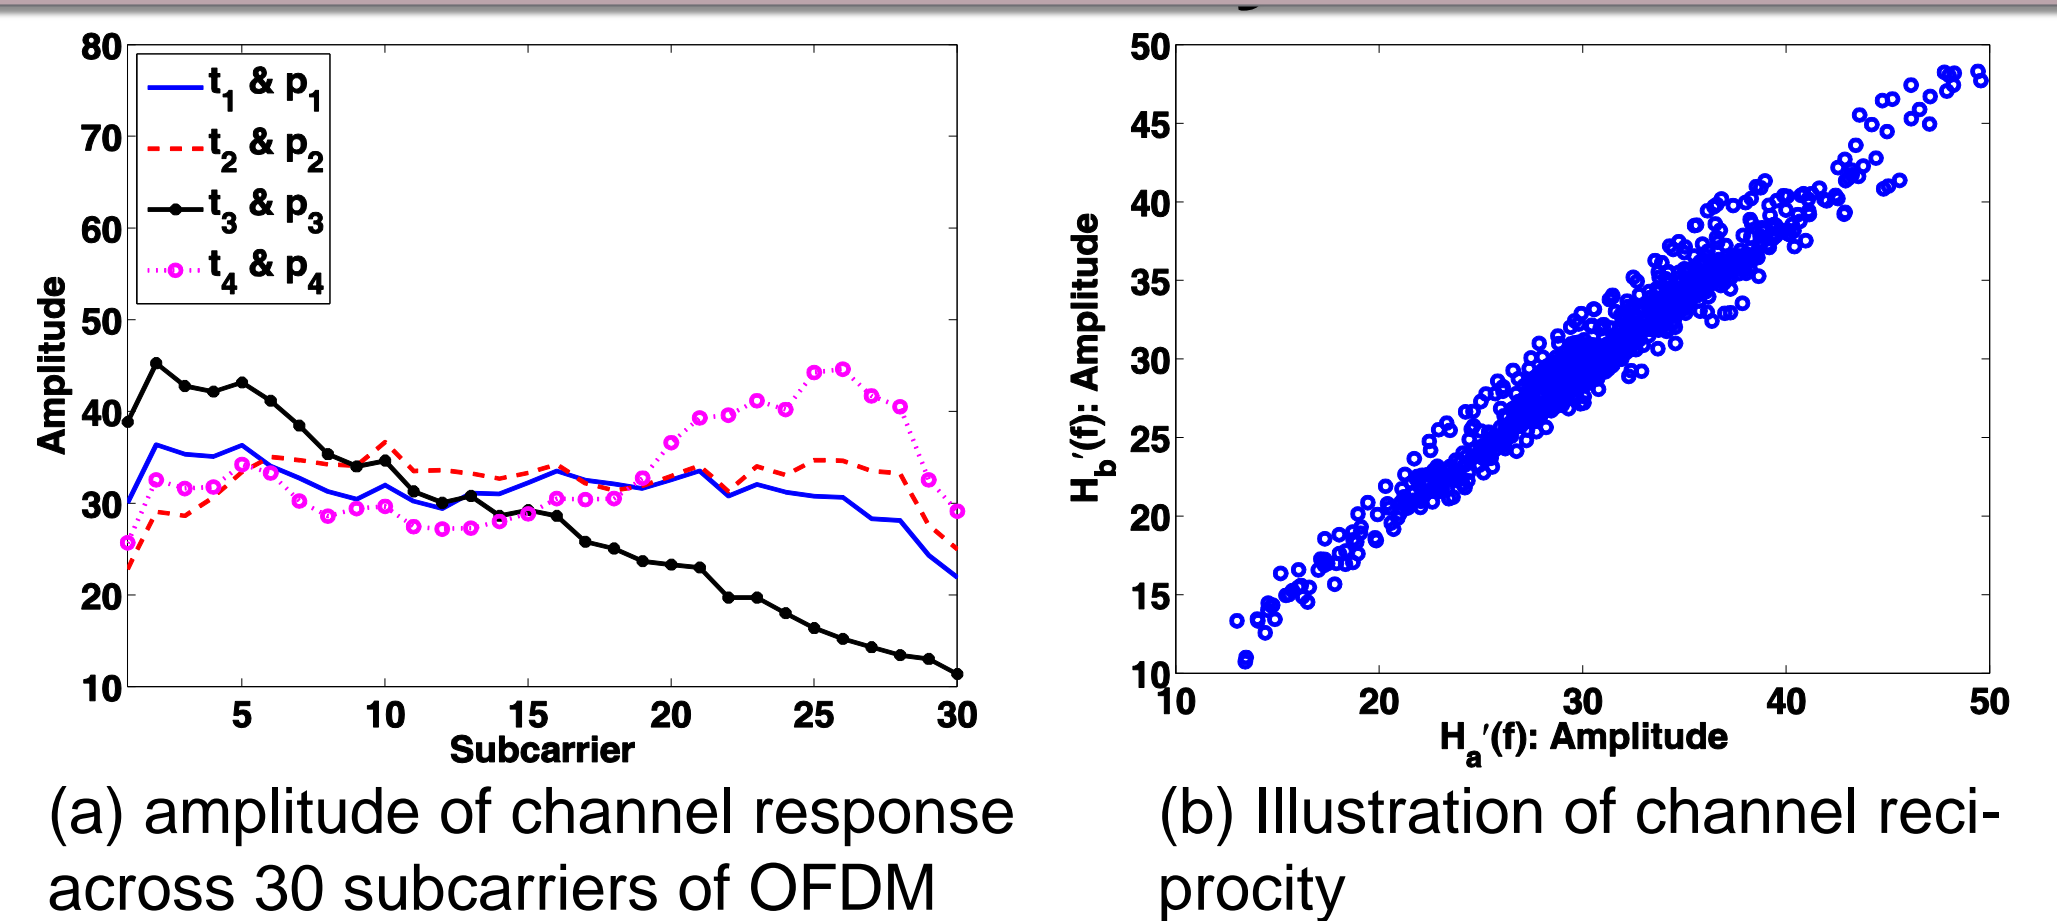 80
70
60
50
40
30
20
10
Amplitude
t1 & p1
t2 & p2
t3 & p3
t4 & p4
5 10 15 20 25 30
Subcarrier
(a) amplitude of channel response
across 30 subcarriers of OFDM
50
45
40
35
30
25
20
15
10
Hb′(f): Amplitude
10 20 30 40 50
Ha′(f): Amplitude
(b) Illustration of channel reci-
procity